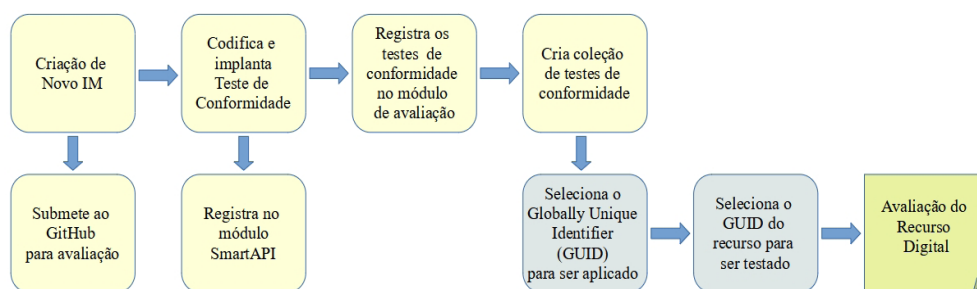 Criação de
Novo IM
Codifica e
implanta
Teste de
Conformidade
Registra os
testes de
conformidade
no módulo
de avaliação
Cria coleção
de testes de
conformidade
Submete ao
GitHub
para avaliação
Registra no
módulo
SmartAPI
Seleciona o
Globally Unique
Identifier
(GUID)
para ser aplicado
Seleciona o
GUID do
recurso para
ser testado
Avaliação do
Recurso
Digital